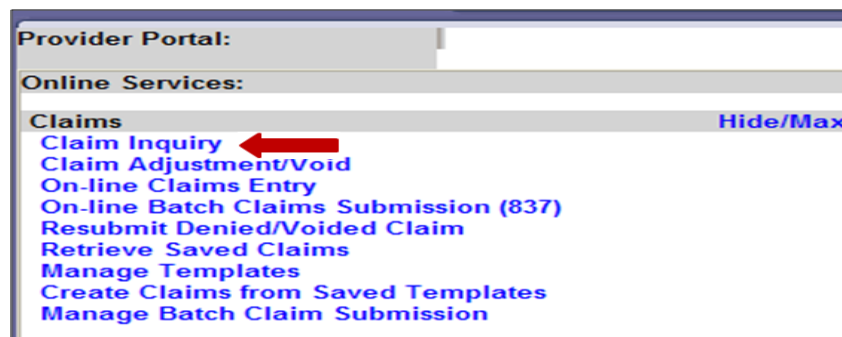 Provider Portal:
Online Services:
Claims Hide/Max
Claim Inquiry
Claim Adjustment/Void
On-line Claims Entry
On-line Batch Claims Submission (837)
Resubmit Denied/Voided Claim
Retrieve Saved Claims
Manage Templates
Create Claims from Saved Templates
Manage Batch Claim Submission